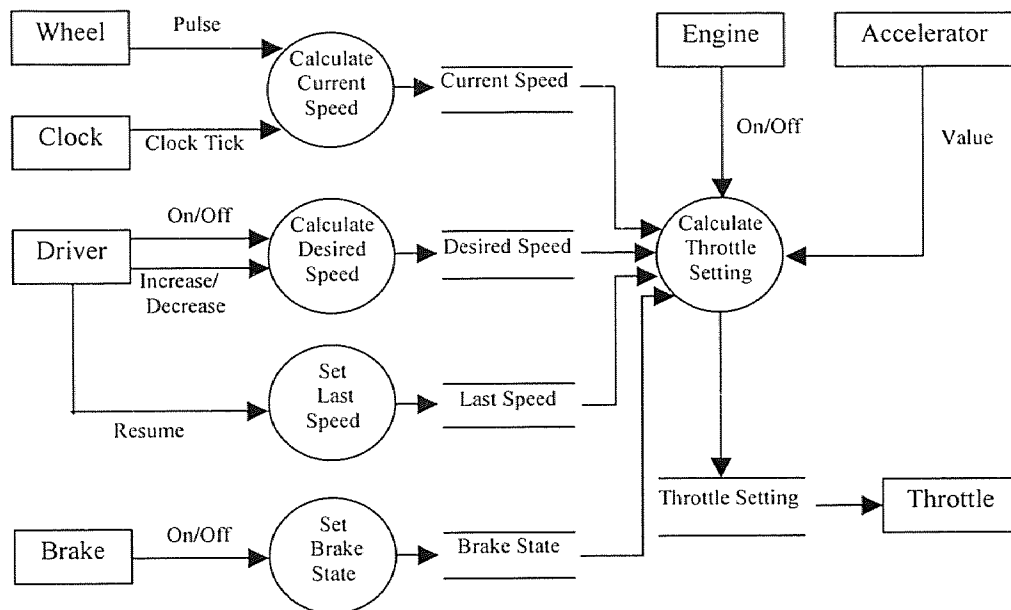 Wheel
Pulse
Calculate
Current
Speed
Current Speed
Engine
Accelerator
Clock
Clock Tick
On/Off
Value
Driver
On/Off
Increase/
Decrease
Calculate
Desired
Speed
Desired Speed
Calculate
Throttle
Setting
Resume
Set
Last
Speed
Last Speed
Throttle Setting
Throttle
Brake
On/Off
Set
Brake
State
Brake State